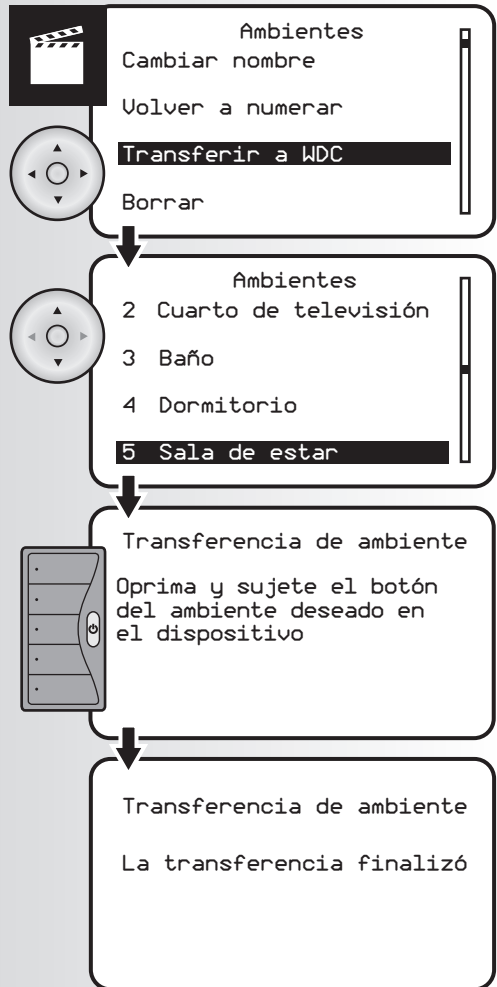 Ambientes
Cambiar nombre
Volver a numerar
Transferir a WDC
Borrar
Ambientes
2 Cuarto de televisión
3 Baño
4 Dormitorio
5 Sala de estar
Transferencia de ambiente
Oprima y sujete el botón
del ambiente deseado en
el dispositivo
Transferencia de ambiente
La transferencia finalizó